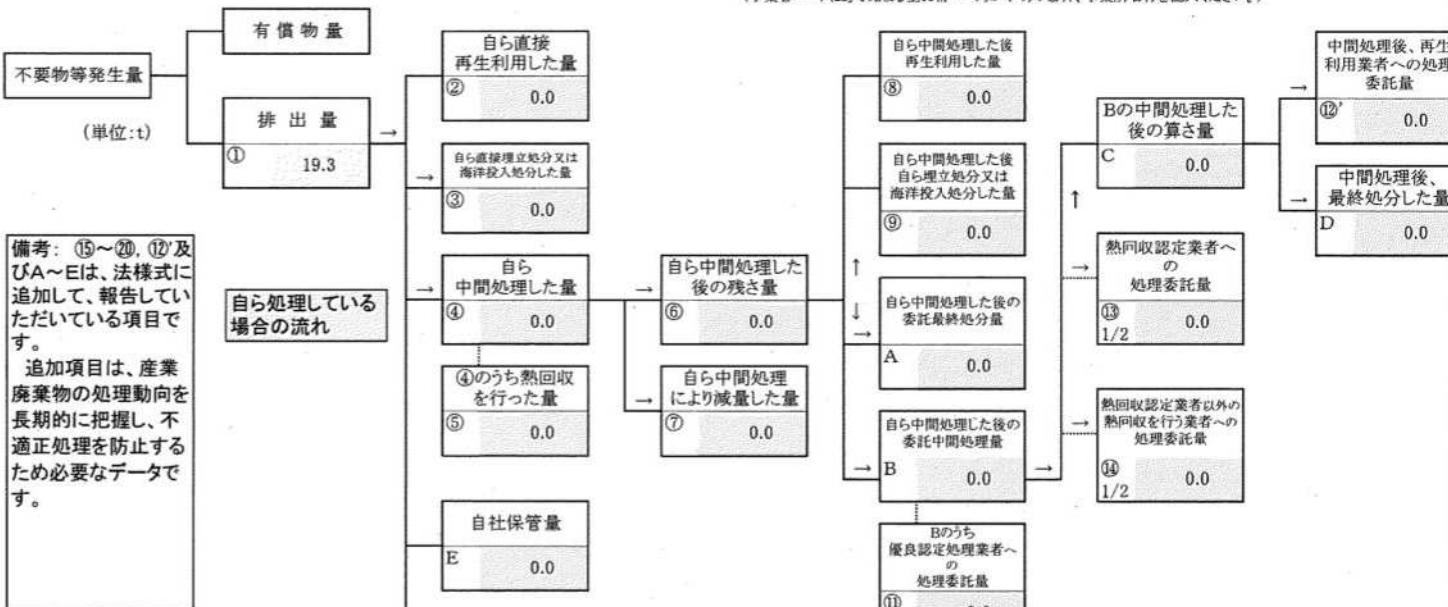 不要物等発生量
(単位:t)
有償物量
排出量
①
19.3
備考: ⑮～⑳, ⑫'及
びA～Eは、法様式に
追加して、報告してい
ただいている項目で
す。
追加項目は、産業
廃棄物の処理動向を
長期的に把握し、不
適正処理を防止する
ため必要なデータで
す。
自ら処理している
場合の流れ
→
自ら直接
再生利用した量
②
0.0
→
自ら直接埋立処分又は
海洋投入処分した量
③
0.0
→
自ら
中間処理した量
④
0.0
④のうち熱回収
を行った量
⑤
0.0
自社保管量
E
0.0
→
自ら中間処理した
後の残さ量
⑥
0.0
→
自ら中間処理
により減量した量
⑦
0.0
自ら中間処理した後
再生利用した量
⑧
0.0
自ら中間処理した後
自ら埋立処分又は
海洋投入処分した量
⑨
0.0
↑
↓
→
自ら中間処理した後の
委託最終処分量
A
0.0
→
自ら中間処理した後の
委託中間処理量
B
0.0
→
Bのうち
優良認定処理業者へ
の
処理委託量
⑪
↑
Bの中間処理した
後の算さ量
C
0.0
→
熱回収認定業者へ
の
処理委託量
⑬
1/2
0.0
→
熱回収認定業者以外の
熱回収を行う業者への
処理委託量
⑭
1/2
0.0
→
中間処理後、再生
利用業者への処理
委託量
⑫'
0.0
→
中間処理後、
最終処分した量
D
0.0